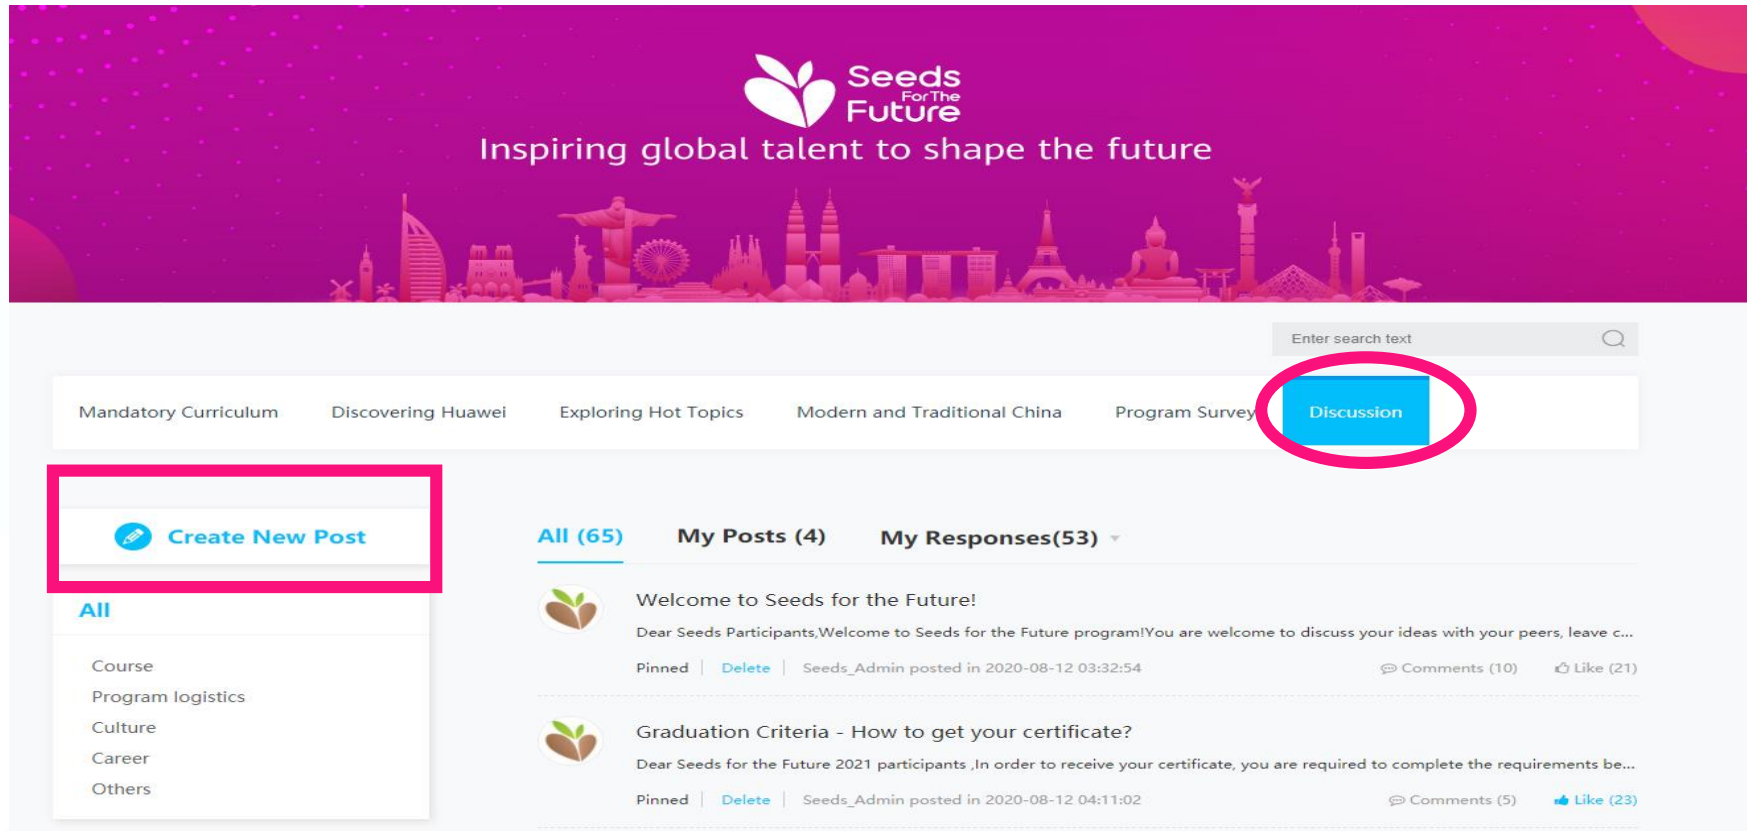 Seeds
ForThe
Future
Inspiring global talent to shape the future
Enter search text
Mandatory Curriculum Discovering Huawei Exploring Hot Topics Modern and Traditional China Program Survey Discussion
Create New Post
All (65) My Posts (4) My Responses(53)
All
Course
Program logistics
Culture
Career
Others
Welcome to Seeds for the Future!
Dear Seeds Participants,Welcome to Seeds for the Future program!You are welcome to discuss your ideas with your peers, leave c...
Pinned Delete Seeds_Admin posted in 2020-08-12 03:32:54 Comments (10) Like (21)
Graduation Criteria - How to get your certificate?
Dear Seeds for the Future 2021 participants ,In order to receive your certificate, you are required to complete the requirements be...
Pinned Delete Seeds_Admin posted in 2020-08-12 04:11:02 Comments (5) Like (23)